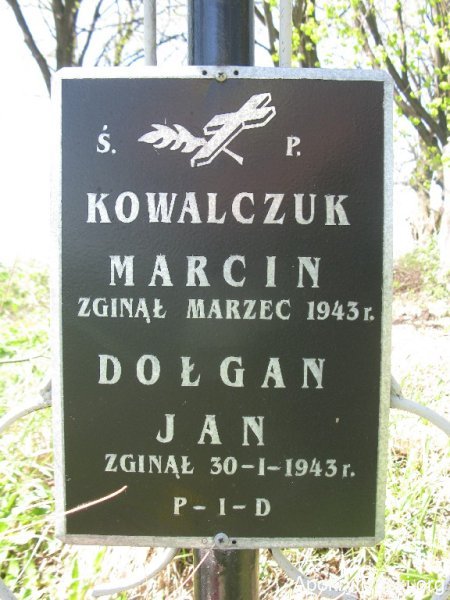 Ś. P.
KOWALCZUK
MARCIN
ZGINĄŁ MARZEC 1943 r.
DOŁGAN
JAN
ZGINĄŁ 30-I-1943 r.
P-I-D